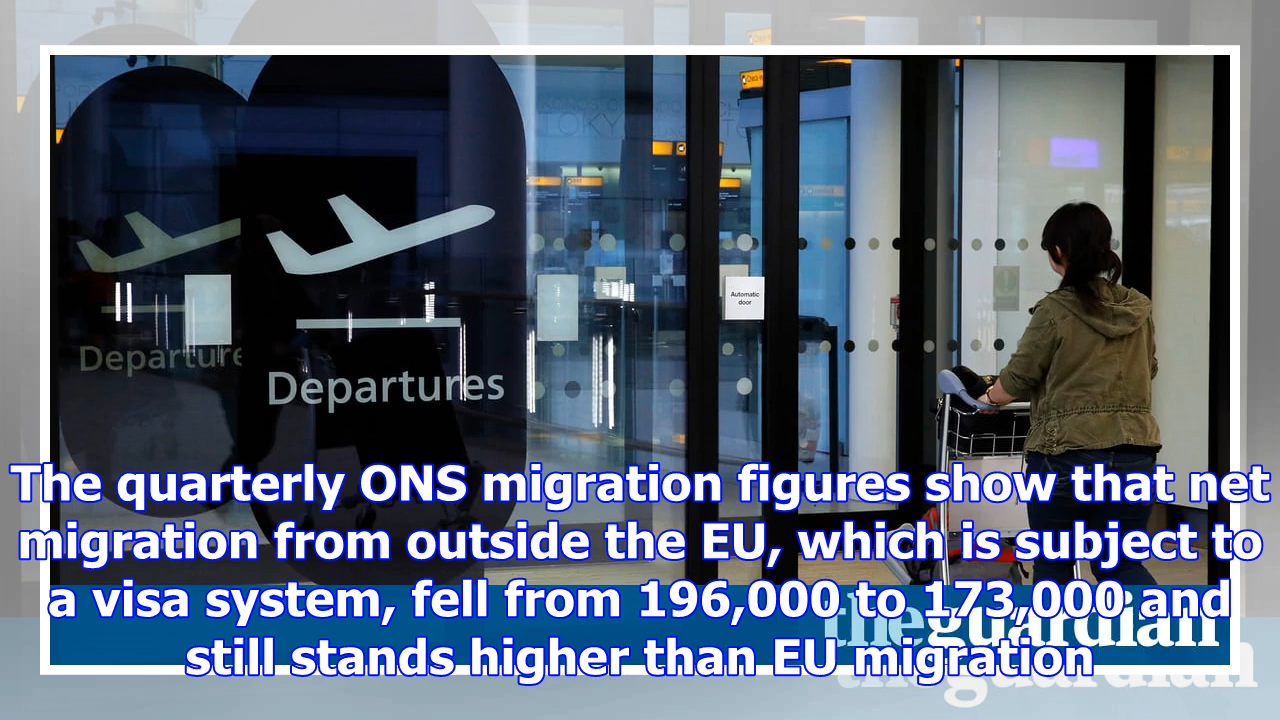 Departure
Departures
Automatic
door
The quarterly ONS migration figures show that net
migration from outside the EU, which is subject to
a visa system, fell from 196,000 to 173,000 and
still stands higher than EU migration
theguardian
theguardian